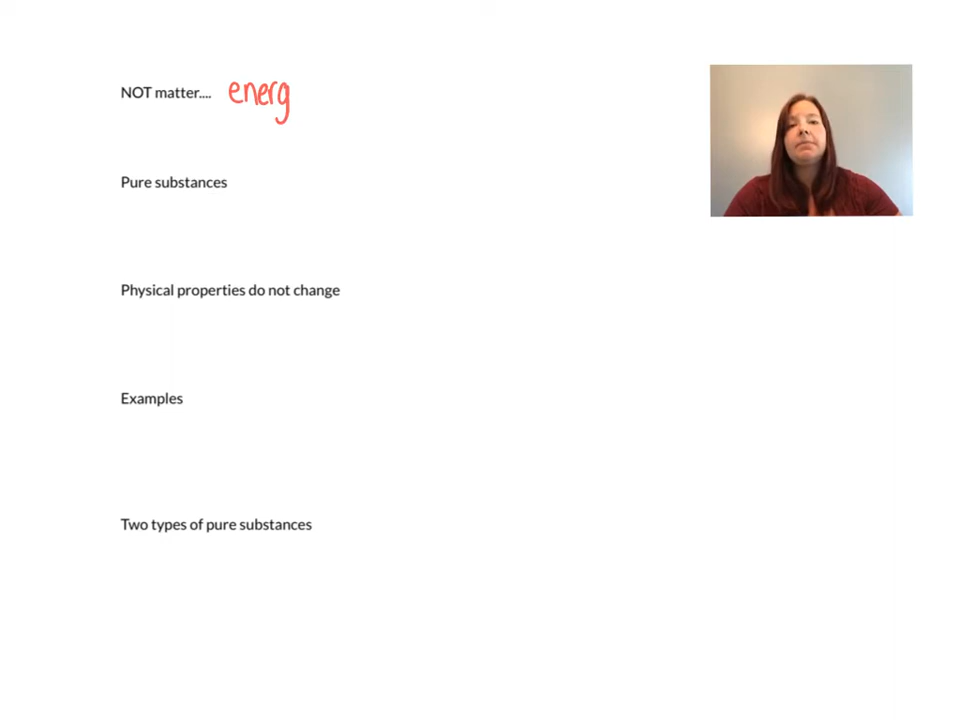 NOT matter.... energ
Pure substances
Physical properties do not change
Examples
Two types of pure substances